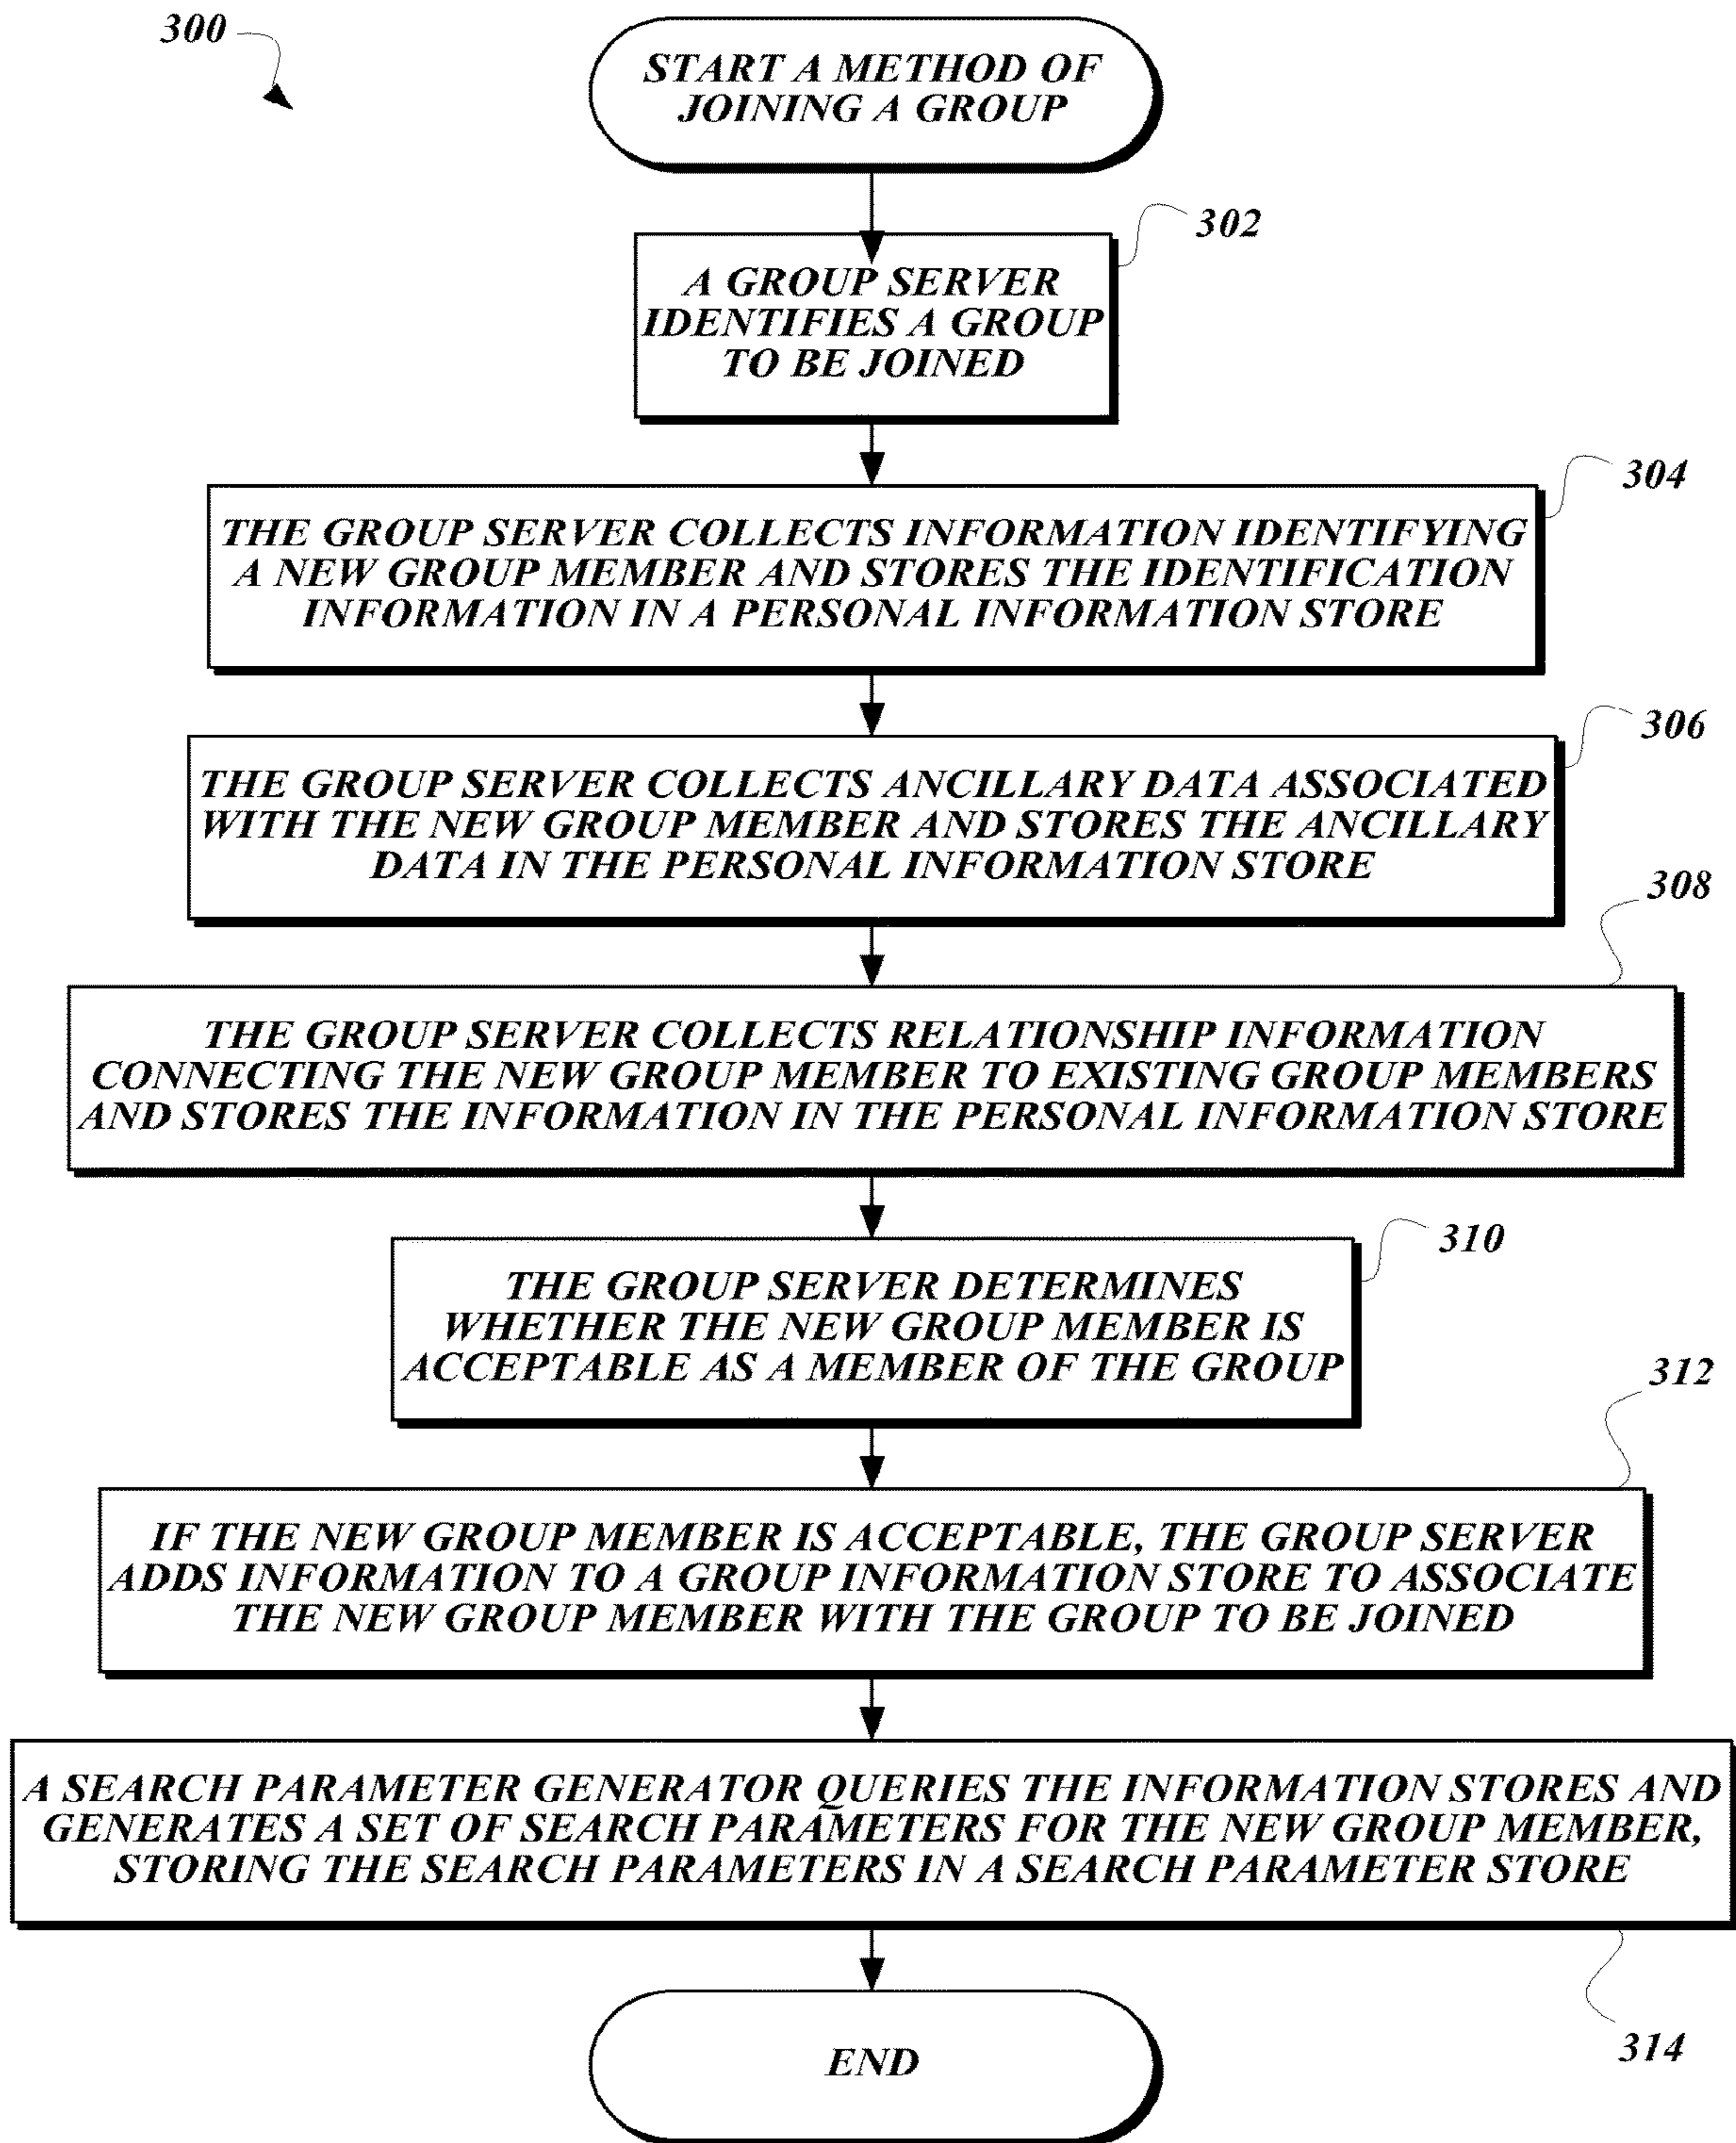 300
START A METHOD OF
JOINING A GROUP
302
A GROUP SERVER
IDENTIFIES A GROUP
TO BE JOINED
304
THE GROUP SERVER COLLECTS INFORMATION IDENTIFYING
A NEW GROUP MEMBER AND STORES THE IDENTIFICATION
INFORMATION IN A PERSONAL INFORMATION STORE
306
THE GROUP SERVER COLLECTS ANCILLARY DATA ASSOCIATED
WITH THE NEW GROUP MEMBER AND STORES THE ANCILLARY
DATA IN THE PERSONAL INFORMATION STORE
308
THE GROUP SERVER COLLECTS RELATIONSHIP INFORMATION
CONNECTING THE NEW GROUP MEMBER TO EXISTING GROUP MEMBERS
AND STORES THE INFORMATION IN THE PERSONAL INFORMATION STORE
310
THE GROUP SERVER DETERMINES
WHETHER THE NEW GROUP MEMBER IS
ACCEPTABLE AS A MEMBER OF THE GROUP
312
IF THE NEW GROUP MEMBER IS ACCEPTABLE, THE GROUP SERVER
ADDS INFORMATION TO A GROUP INFORMATION STORE TO ASSOCIATE
THE NEW GROUP MEMBER WITH THE GROUP TO BE JOINED
A SEARCH PARAMETER GENERATOR QUERIES THE INFORMATION STORES AND
GENERATES A SET OF SEARCH PARAMETERS FOR THE NEW GROUP MEMBER,
STORING THE SEARCH PARAMETERS IN A SEARCH PARAMETER STORE
314
END